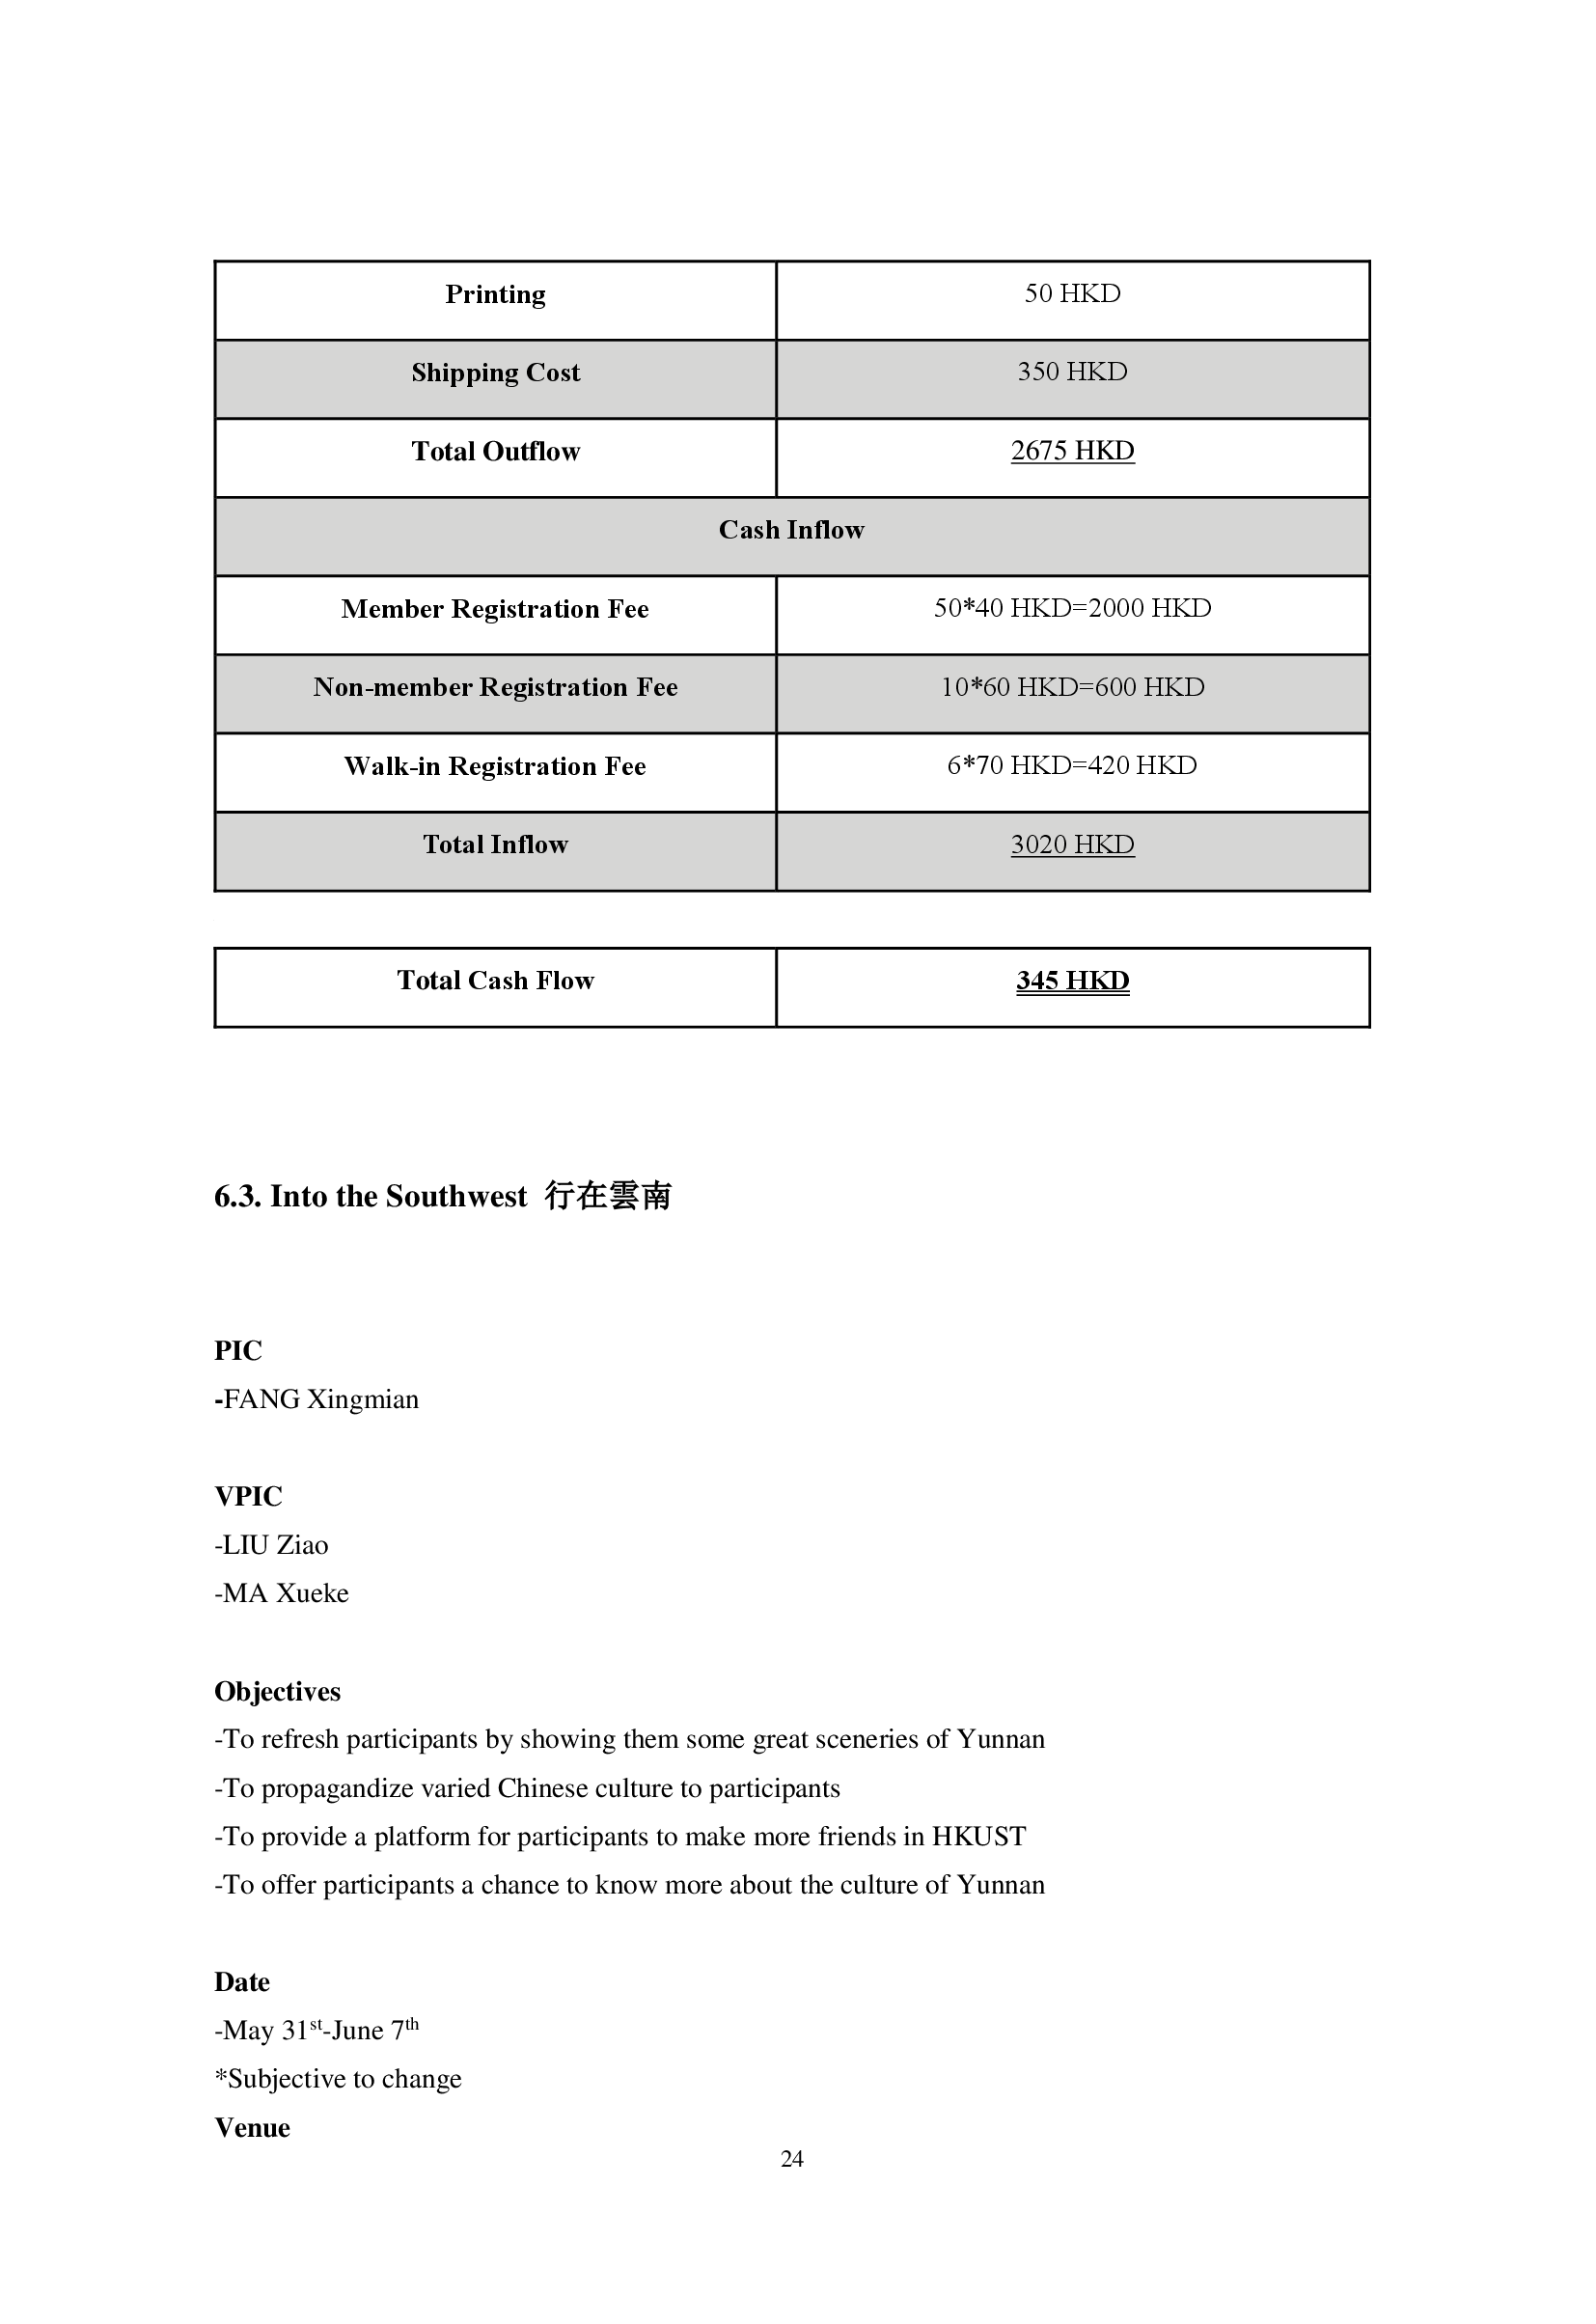 Printing 50 HKD
Shipping Cost 350 HKD
Total Outflow 2675 HKD
Cash Inflow
Member Registration Fee 50*40 HKD=2000 HKD
Non-member Registration Fee 10*60 HKD=600 HKD
Walk-in Registration Fee 6*70 HKD=420 HKD
Total Inflow 3020 HKD
Total Cash Flow 345 HKD
6.3. Into the Southwest 行在雲南
PIC
-FANG Xingmian
VPIC
-LIU Ziao
-MA Xueke
Objectives
-To refresh participants by showing them some great sceneries of Yunnan
-To propagandize varied Chinese culture to participants
-To provide a platform for participants to make more friends in HKUST
-To offer participants a chance to know more about the culture of Yunnan
Date
-May 31st-June 7th
*Subjective to change
Venue
24